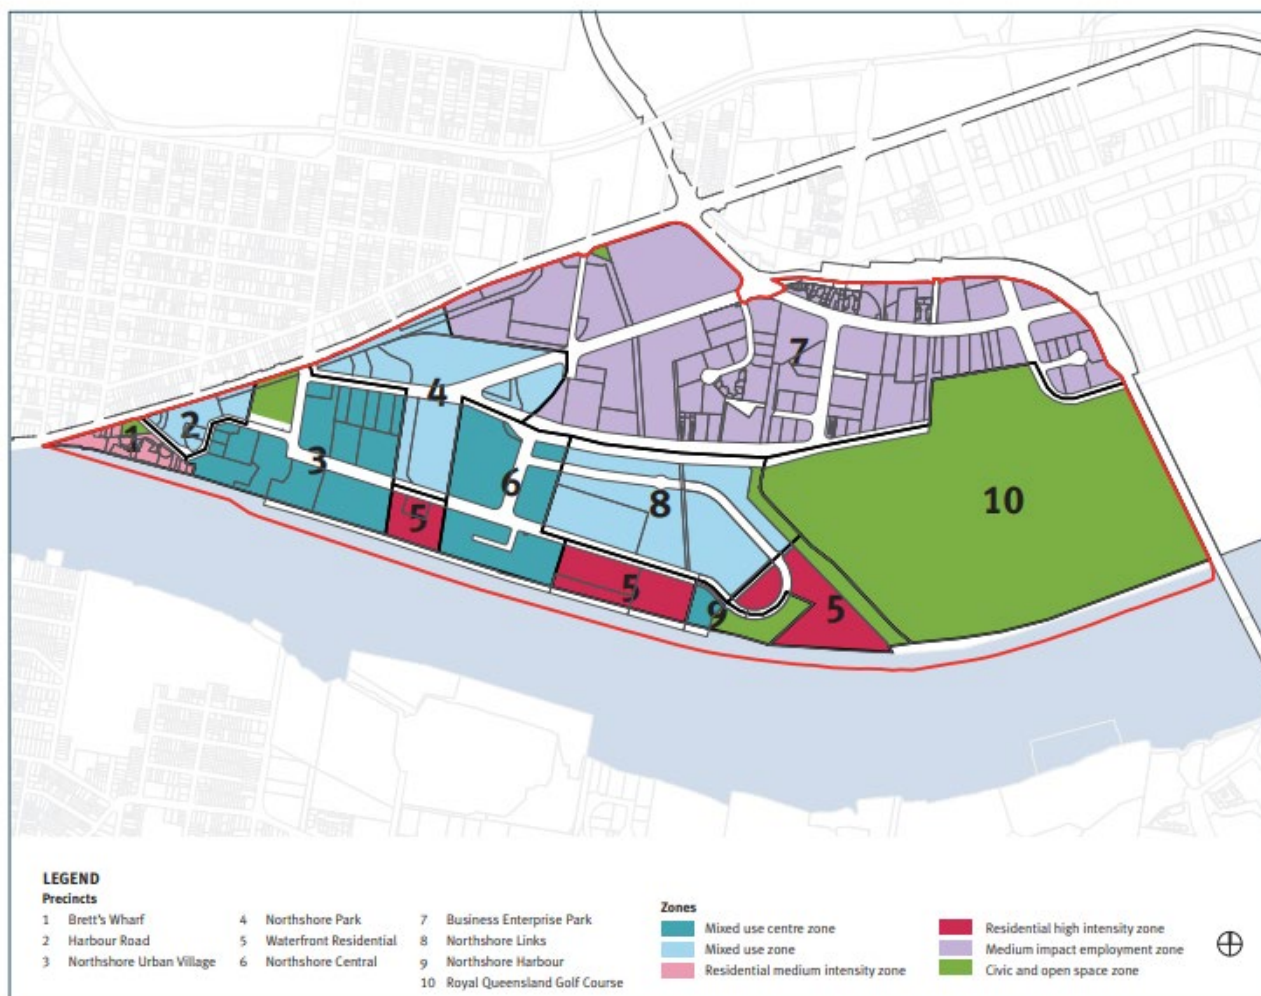 7
4
2
1
3
6
8
10
5
5
9
5
LEGEND
Precincts
1 Brett's Wharf
2 Harbour Road
3 Northshore Urban Village
4 Northshore Park
5 Waterfront Residential
6 Northshore Central
7 Business Enterprise Park
8 Northshore Links
9 Northshore Harbour
10 Royal Queensland Golf Course
Zones
Mixed use centre zone
Mixed use zone
Residential medium intensity zone
Residential high intensity zone
Medium impact employment zone
Civic and open space zone